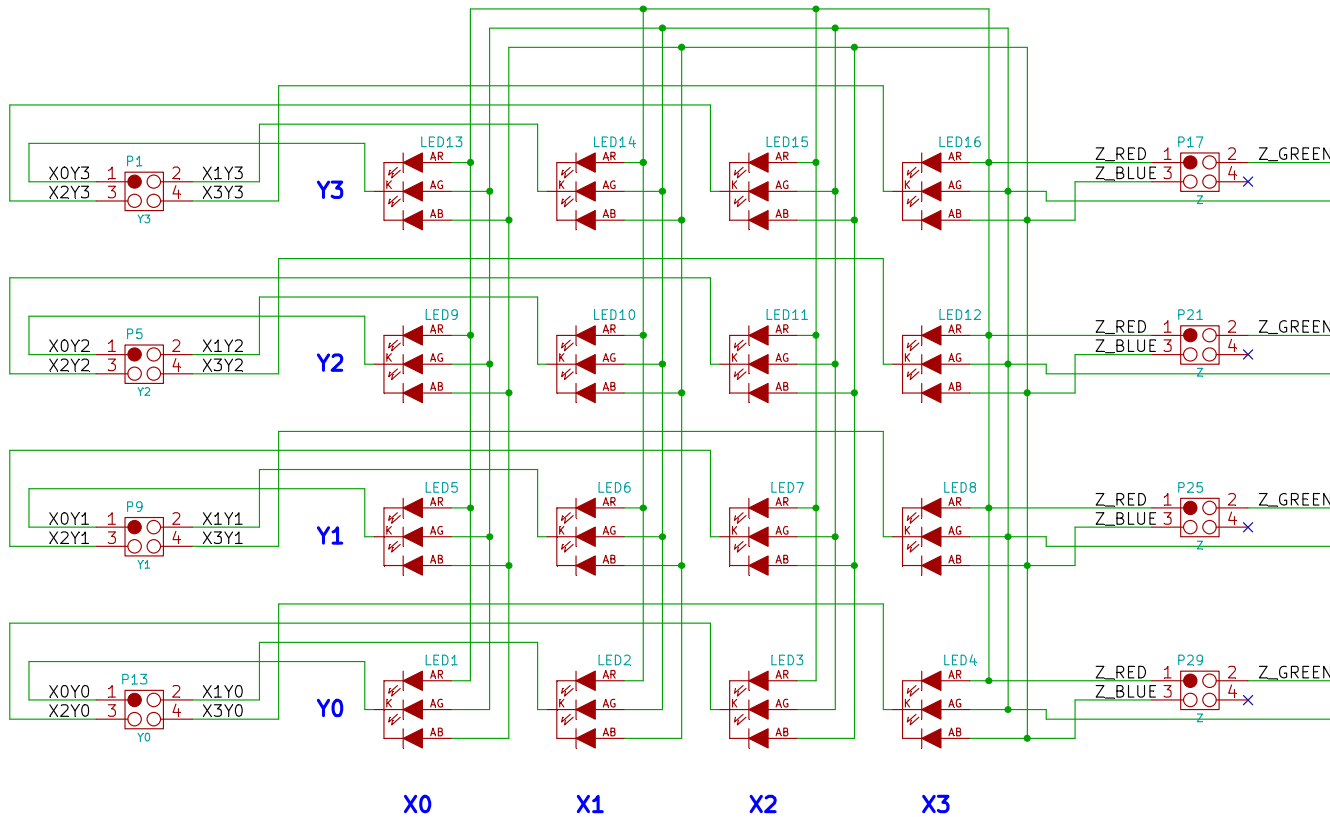 LED13 LED14 LED15 LED16 P17
P1 AR AR AR AR Z_RED 1 2 Z_GREEN
X0Y3 1 2 X1Y3 Z_BLUE 3 4
X2Y3 3 4 X3Y3 Y3 K AG K AG K AG K AG Z
Y3 AB AB AB AB
LED9 LED10 LED11 LED12 P21
P5 AR AR AR AR Z_RED 1 2 Z_GREEN
X0Y2 1 2 X1Y2 Z_BLUE 3 4
X2Y2 3 4 X3Y2 Y2 K AG K AG K AG K AG Z
Y2 AB AB AB AB
LED5 LED6 LED7 LED8 P25
P9 AR AR AR AR Z_RED 1 2 Z_GREEN
X0Y1 1 2 X1Y1 Z_BLUE 3 4
X2Y1 3 4 X3Y1 Y1 K AG K AG K AG K AG Z
Y1 AB AB AB AB
LED1 LED2 LED3 LED4 P29
P13 AR AR AR AR Z_RED 1 2 Z_GREEN
X0Y0 1 2 X1Y0 Z_BLUE 3 4
X2Y0 3 4 X3Y0 Y0 K AG K AG K AG K AG Z
Y0 AB AB AB AB
X0 X1 X2 X3